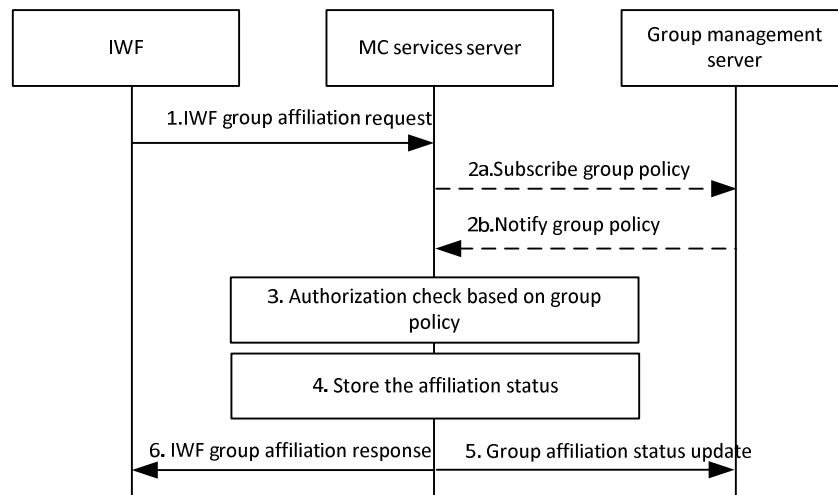 IWF
MC services server
Group management
server
1.IWF group affiliation request
2a.Subscribe group policy
2b.Notify group policy
3. Authorization check based on group
policy
4. Store the affiliation status
6. IWF group affiliation response
5. Group affiliation status update